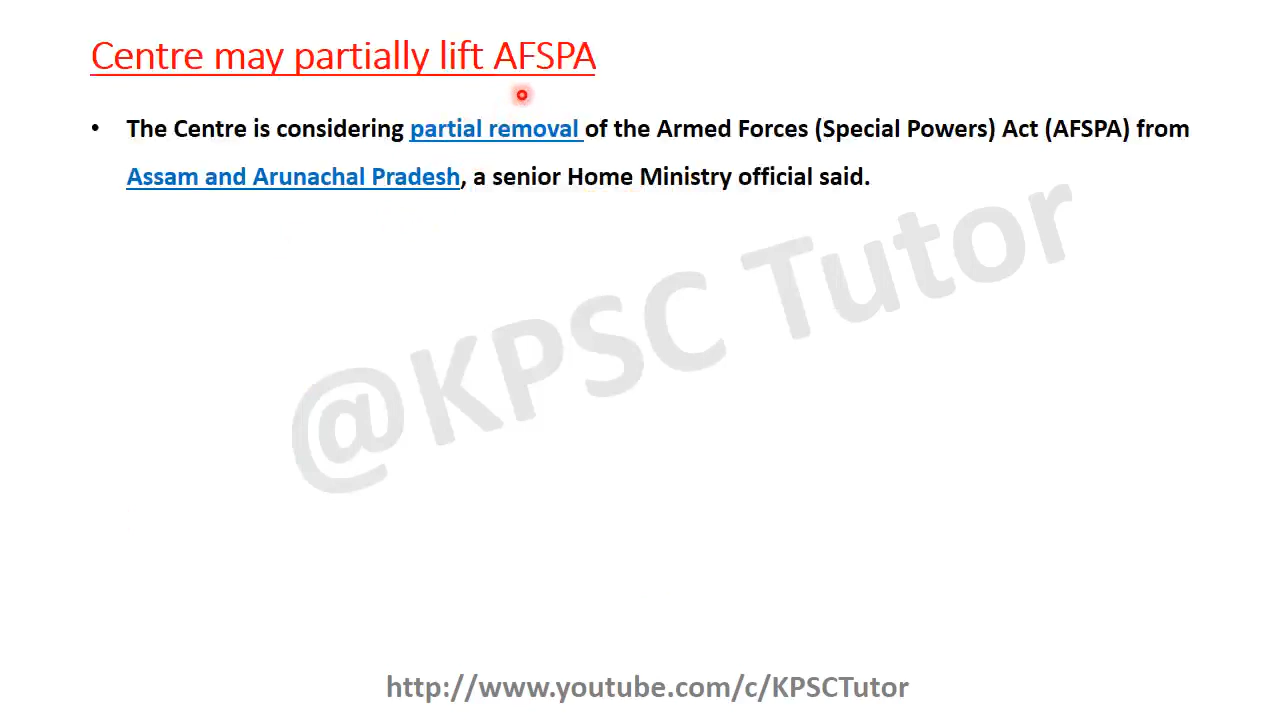 Centre may partially lift AFSPA
• The Centre is considering partial removal of the Armed Forces (Special Powers) Act (AFSPA) from
Assam and Arunachal Pradesh, a senior Home Ministry official said.
@KPSC Tutor
http://www.youtube.com/c/KPSCTutor